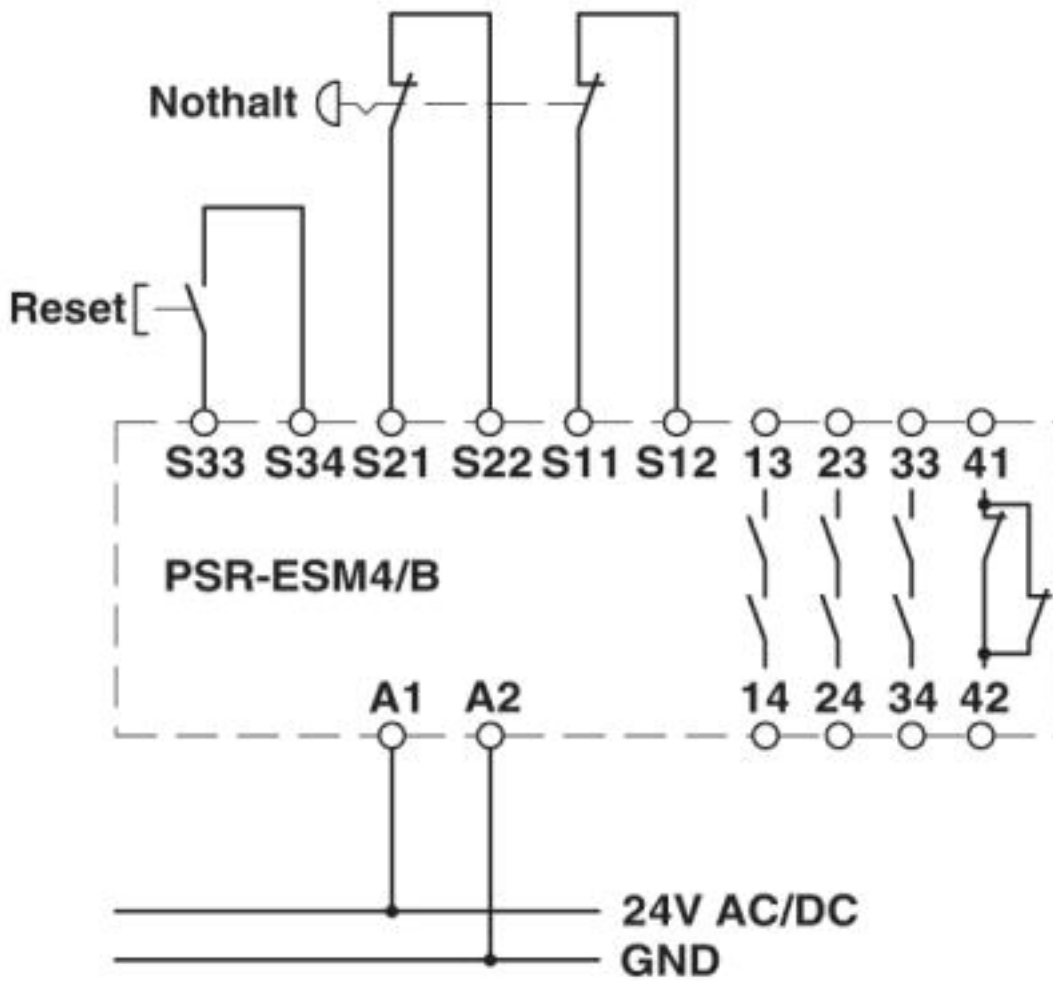 Nothalt
Reset
S33 S34 S21 S22 S11 S12 13 23 33 41
PSR-ESM4/B
A1 A2 14 24 34 42
24V AC/DC
GND